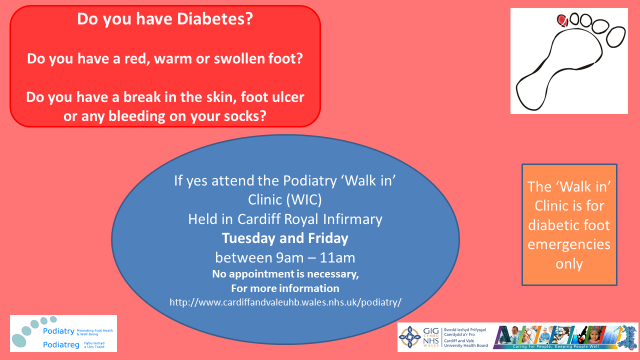 Do you have Diabetes?
Do you have a red, warm or swollen foot?
Do you have a break in the skin, foot ulcer
or any bleeding on your socks?
If yes attend the Podiatry ‘Walk in’
Clinic (WIC)
Held in Cardiff Royal Infirmary
Tuesday and Friday
between 9am – 11am
No appointment is necessary,
For more information
http://www.cardiffandvaleuhb.wales.nhs.uk/podiatry/
The ‘Walk in’
Clinic is for
diabetic foot
emergencies
only
Podiatry Promoting Foot Health
& Well Being
Podiatreg
GIG
CYMRU
NHS
WALES
Bwrdd Iechyd Prifysgol
Caerdydd a'r Fro
Cardiff and Vale
University Health Board
Caring for People, Keeping People Well